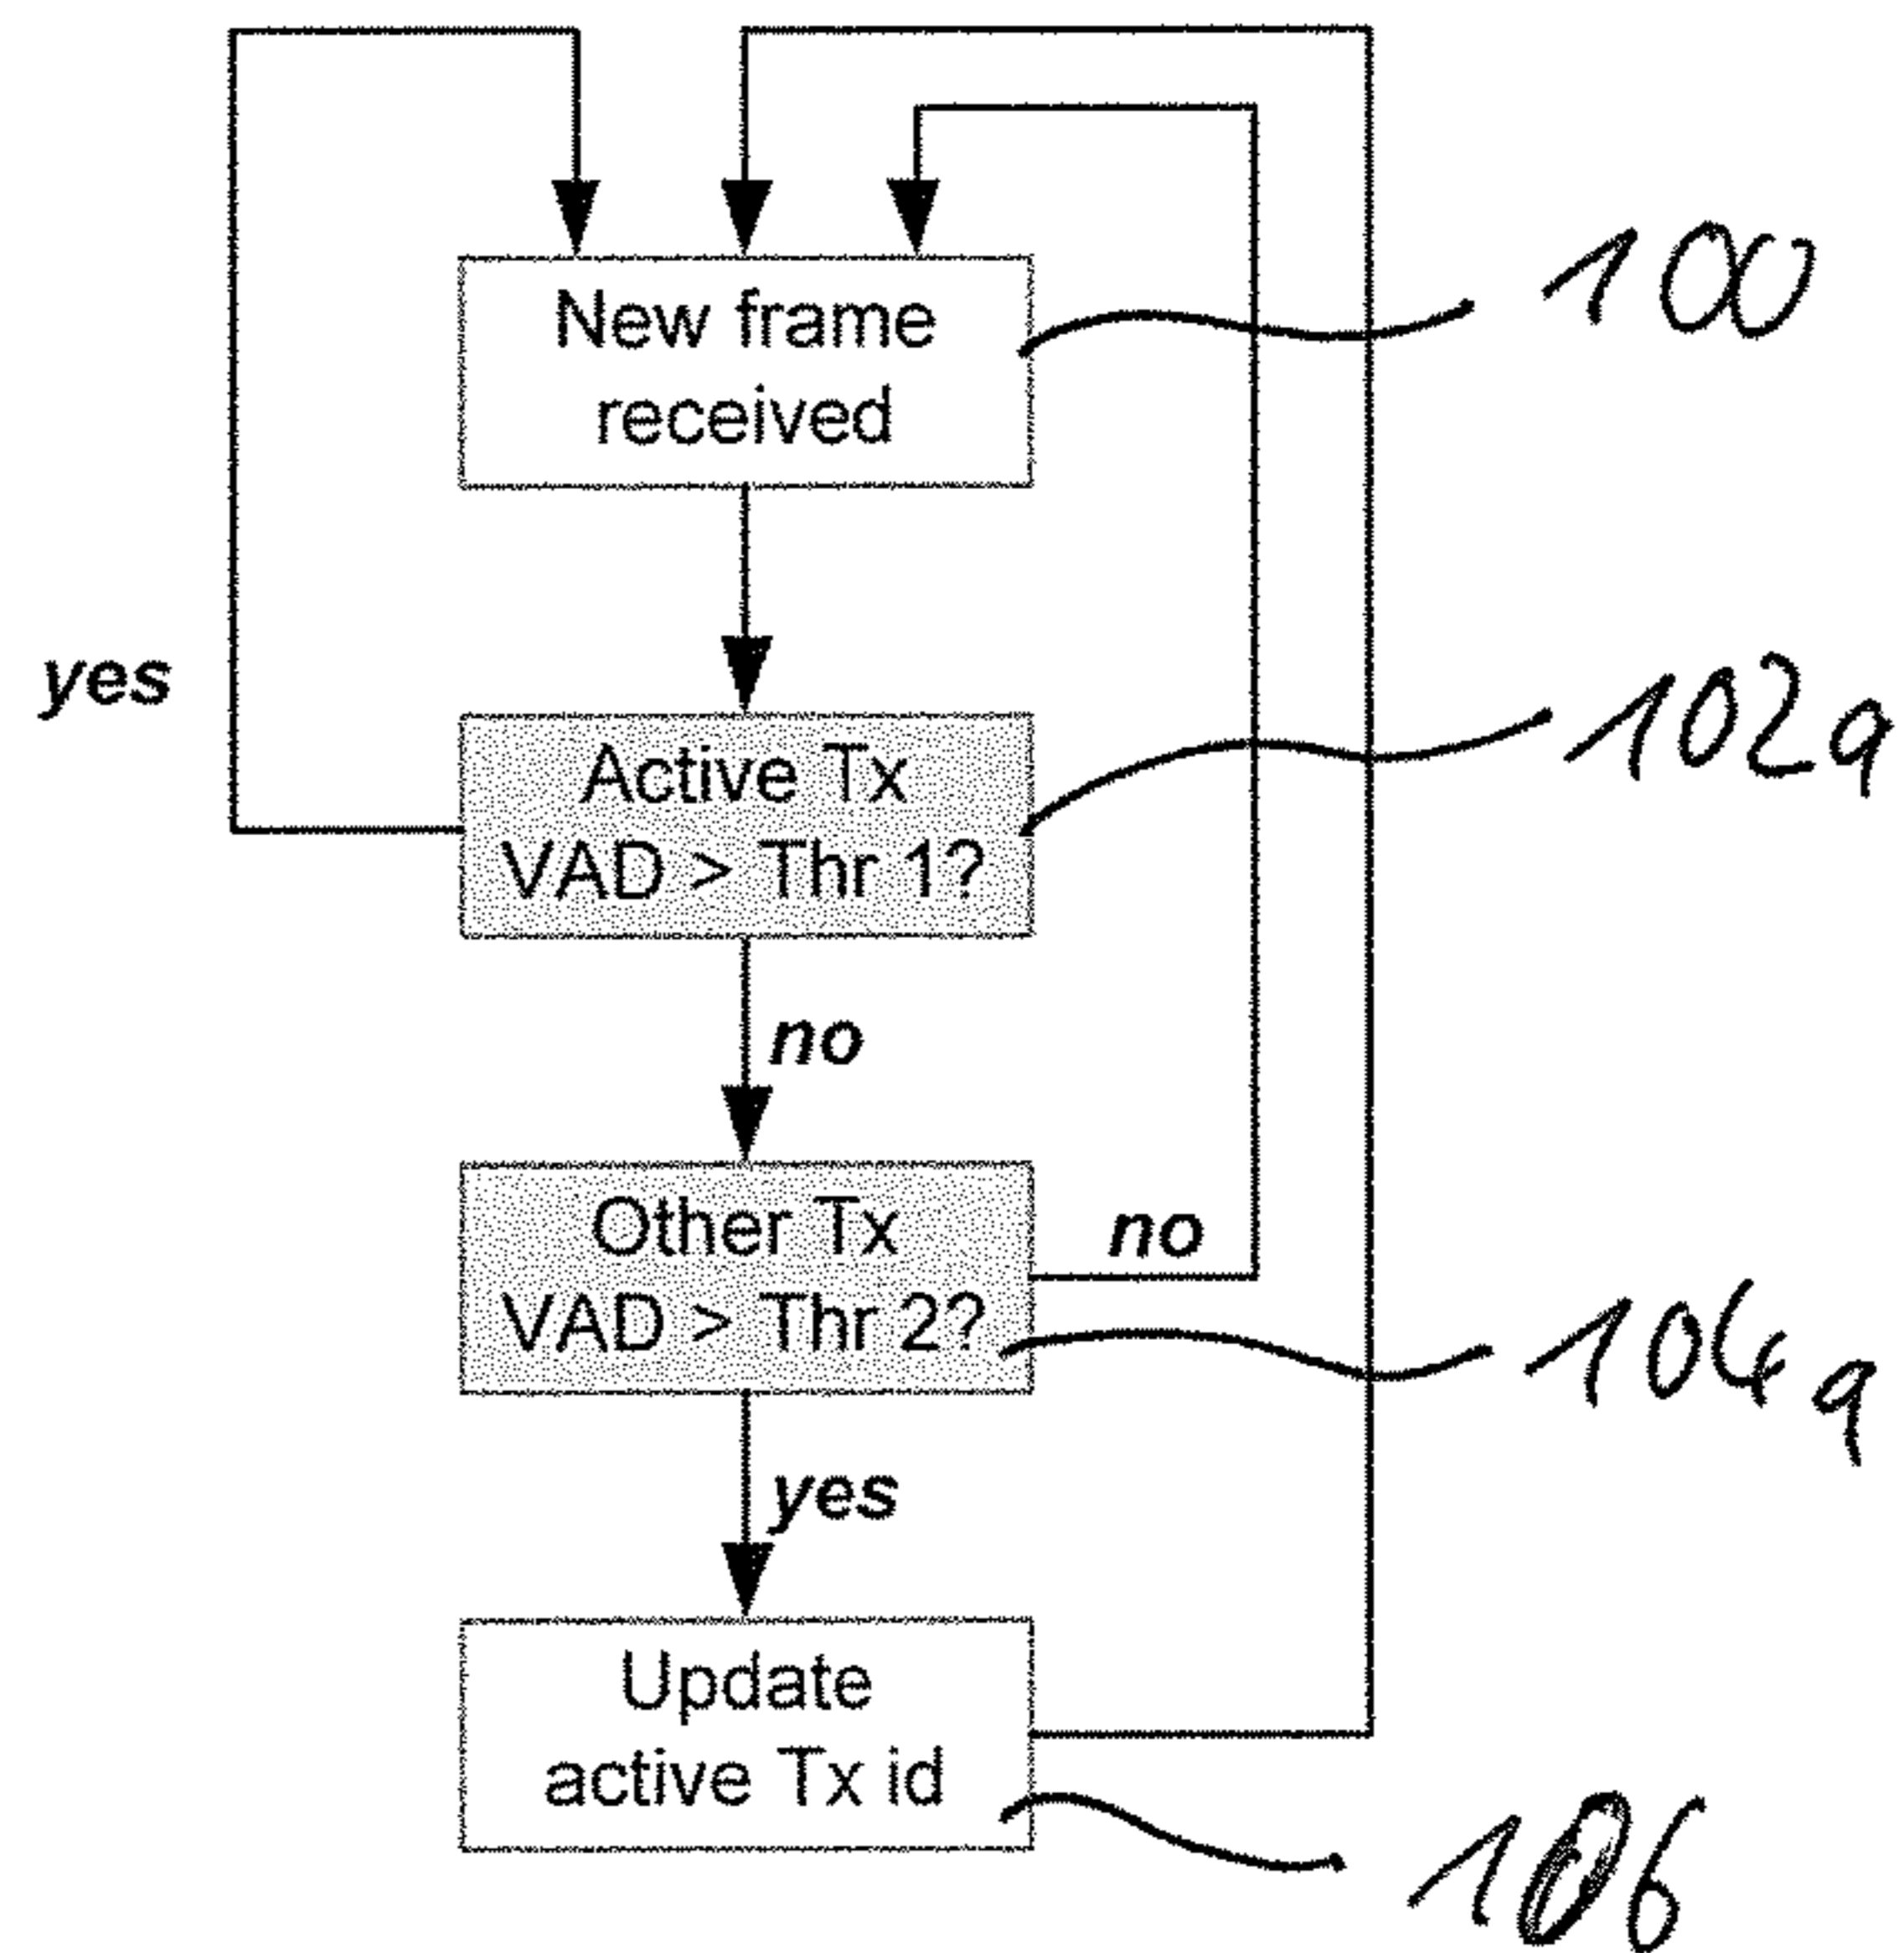 New frame
received
100
yes
Active Tx
VAD > Thr 1?
102a
no
Other Tx
VAD > Thr 2?
no
104a
yes
Update
active Tx id
106